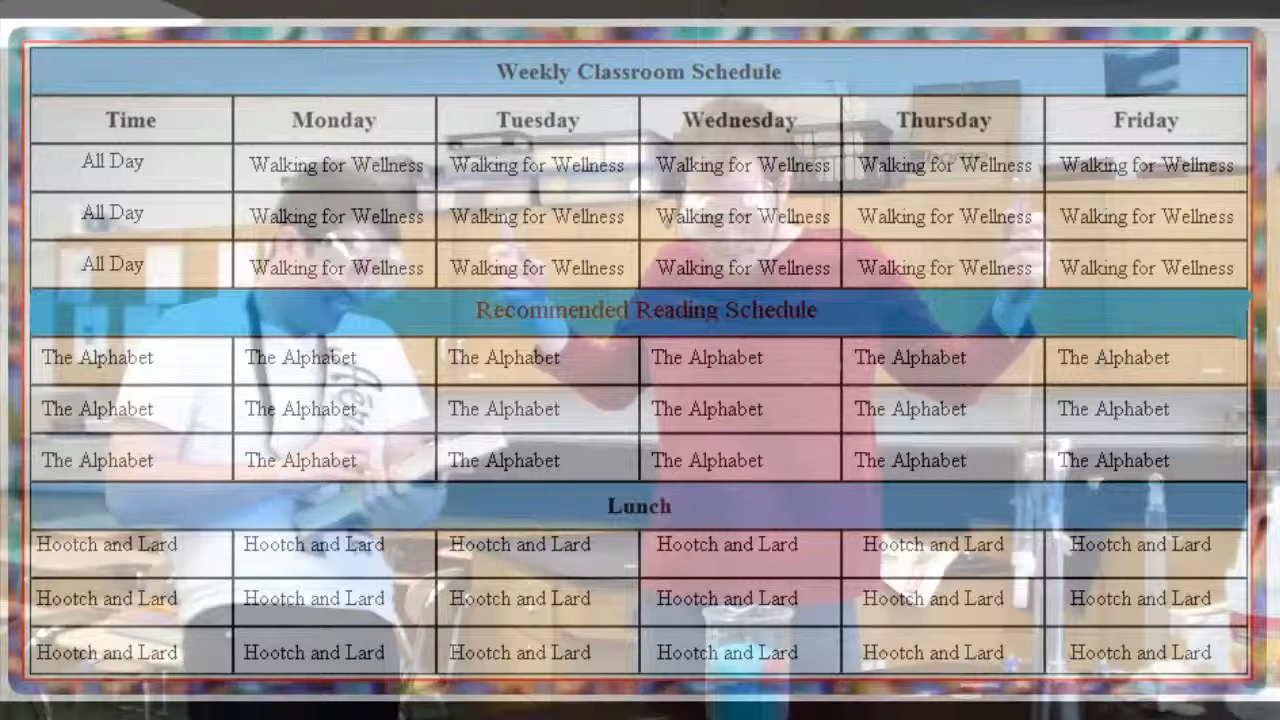 Weekly Classroom Schedule
Time Monday Tuesday Wednesday Thursday Friday
All Day Walking for Wellness Walking for Wellness Walking for Wellness Walking for Wellness Walking for Wellness
All Day Walking for Wellness Walking for Wellness Walking for Wellness Walking for Wellness Walking for Wellness
All Day Walking for Wellness Walking for Wellness Walking for Wellness Walking for Wellness Walking for Wellness
Recommended Reading Schedule
The Alphabet The Alphabet The Alphabet The Alphabet The Alphabet The Alphabet
The Alphabet The Alphabet The Alphabet The Alphabet The Alphabet The Alphabet
The Alphabet The Alphabet The Alphabet The Alphabet The Alphabet The Alphabet
Lunch
Hootch and Lard Hootch and Lard Hootch and Lard Hootch and Lard Hootch and Lard Hootch and Lard
Hootch and Lard Hootch and Lard Hootch and Lard Hootch and Lard Hootch and Lard Hootch and Lard
Hootch and Lard Hootch and Lard Hootch and Lard Hootch and Lard Hootch and Lard Hootch and Lard